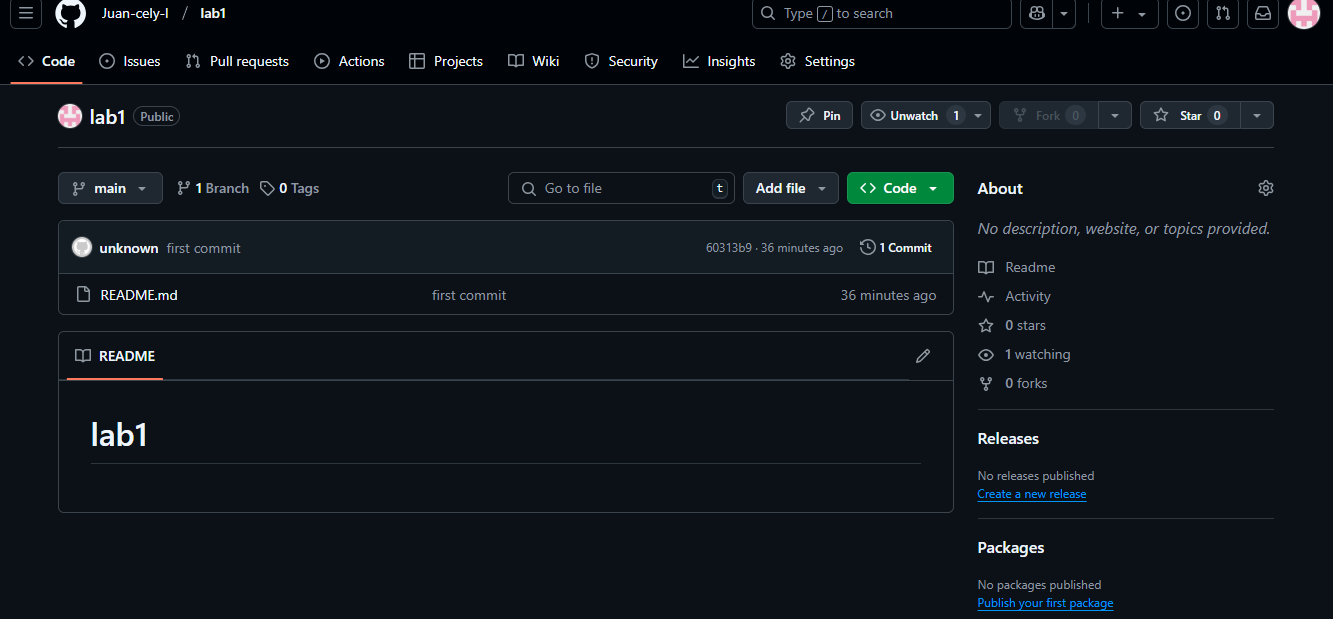 Juan-cely-l / lab1
Type / to search
Code Issues Pull requests Actions Projects Wiki Security Insights Settings
lab1 Public
Pin Unwatch 1 Fork 0 Star 0
main 1 Branch 0 Tags Go to file t Add file Code
unknown first commit 60313b9 · 36 minutes ago 1 Commit
README.md first commit 36 minutes ago
README
lab1
About
No description, website, or topics provided.
Readme
Activity
0 stars
1 watching
0 forks
Releases
No releases published
Create a new release
Packages
No packages published
Publish your first package